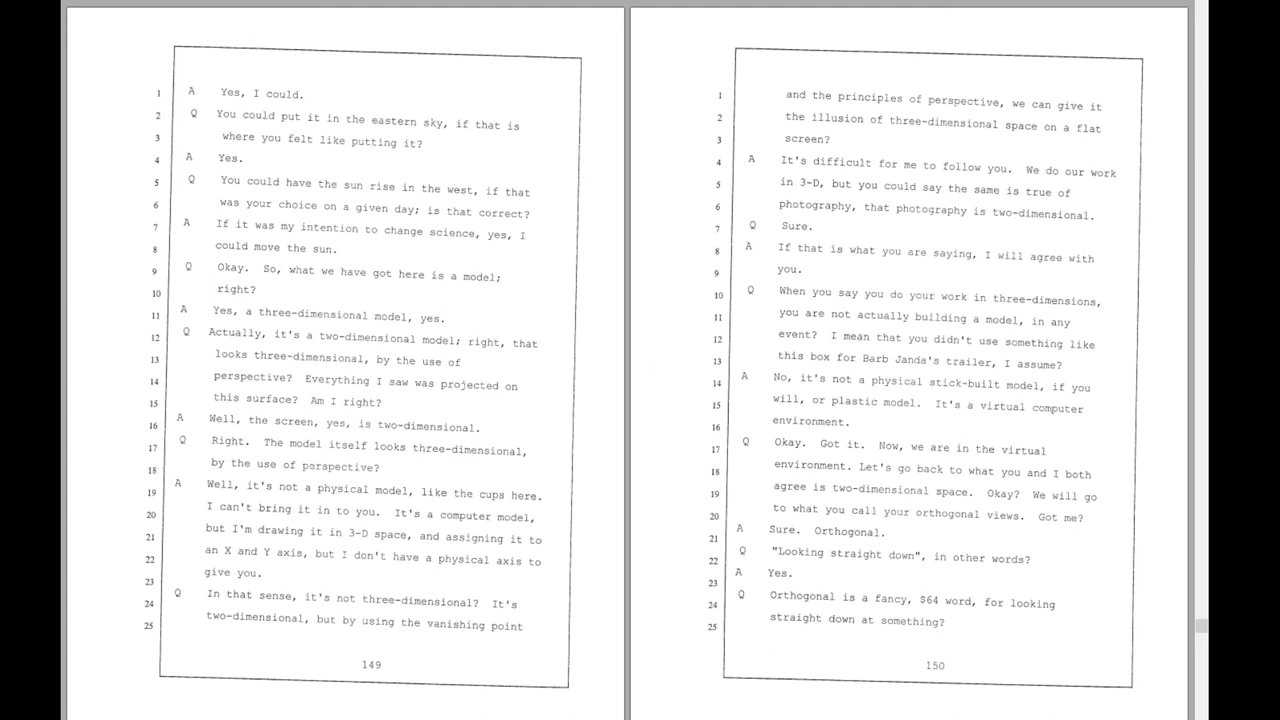 1 A Yes, I could.
2 Q You could put it in the eastern sky, if that is
3 where you felt like putting it?
4 A Yes.
5 Q You could have the sun rise in the west, if that
6 was your choice on a given day; is that correct?
7 A If it was my intention to change science, yes, I
8 could move the sun.
9 Q Okay. So, what we have got here is a model;
10 right?
11 A Yes, a three-dimensional model, yes.
12 Q Actually, it's a two-dimensional model; right, that
13 looks three-dimensional, by the use of
14 perspective? Everything I saw was projected on
15 this surface? Am I right?
16 A Well, the screen, yes, is two-dimensional.
17 Q Right. The model itself looks three-dimensional,
18 by the use of perspective?
19 A Well, it's not a physical model, like the cups here.
20 I can't bring it in to you. It's a computer model,
21 but I'm drawing it in 3-D space, and assigning it to
22 an X and Y axis, but I don't have a physical axis to
23 give you.
24 Q In that sense, it's not three-dimensional? It's
25 two-dimensional, but by using the vanishing point
149
1 and the principles of perspective, we can give it
2 the illusion of three-dimensional space on a flat
3 screen?
4 A It's difficult for me to follow you. We do our work
5 in 3-D, but you could say the same is true of
6 photography, that photography is two-dimensional.
7 Q Sure.
8 A If that is what you are saying, I will agree with
9 you.
10 Q When you say you do your work in three-dimensions,
11 you are not actually building a model, in any
12 event? I mean that you didn't use something like
13 this box for Barb Janda's trailer, I assume?
14 A No, it's not a physical stick-built model, if you
15 will, or plastic model. It's a virtual computer
16 environment.
17 Q Okay. Got it. Now, we are in the virtual
18 environment. Let's go back to what you and I both
19 agree is two-dimensional space. Okay? We will go
20 to what you call your orthogonal views. Got me?
21 A Sure. Orthogonal.
22 Q "Looking straight down", in other words?
23 A Yes.
24 Q Orthogonal is a fancy, $64 word, for looking
25 straight down at something?
150